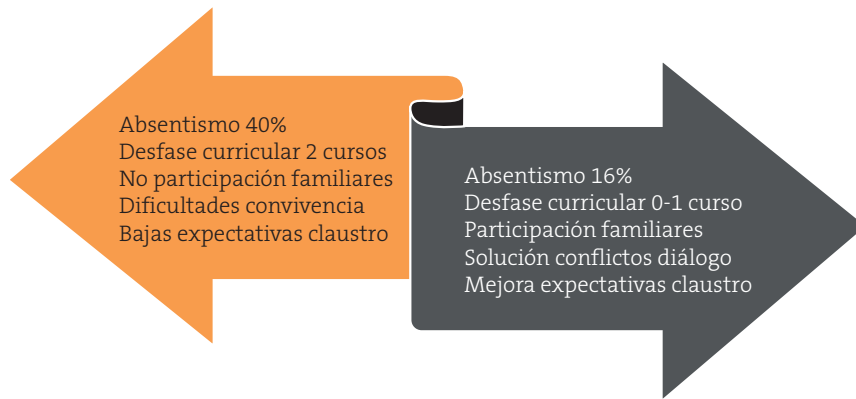 Absentismo 40%
Desfase curricular 2 cursos
No participación familiares
Dificultades convivencia
Bajas expectativas claustro
Absentismo 16%
Desfase curricular 0-1 curso
Participación familiares
Solución conflictos diálogo
Mejora expectativas claustro